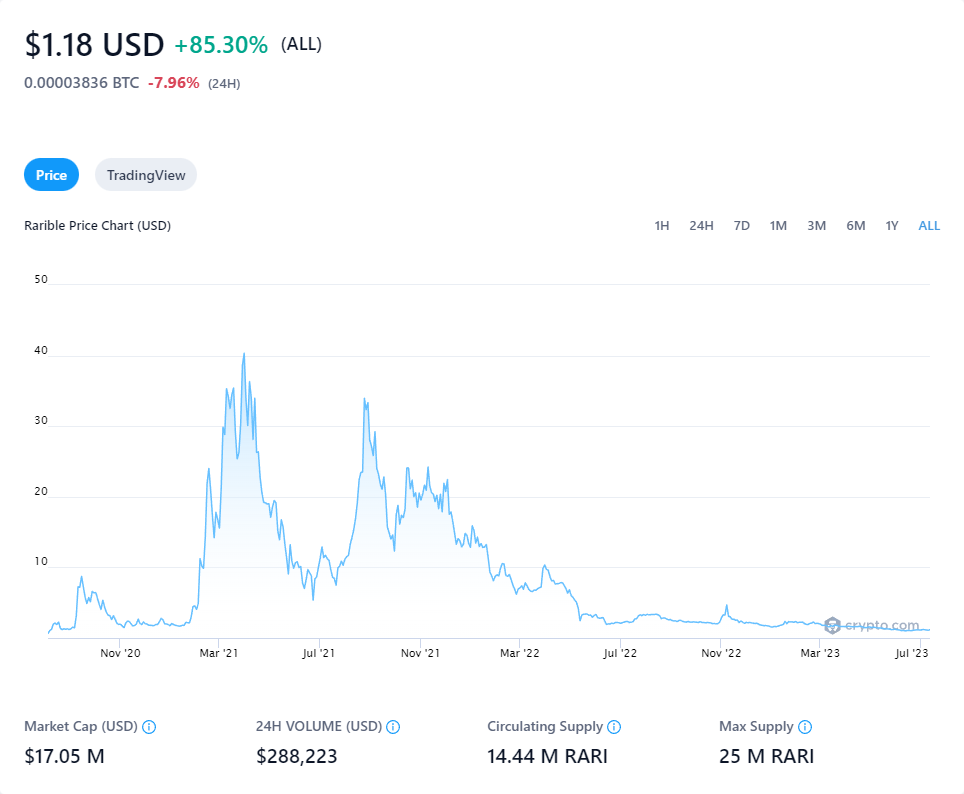 $1.18 USD +85.30% (ALL)
0.00003836 BTC -7.96% (24H)
Price TradingView
Rarible Price Chart (USD) 1H 24H 7D 1M 3M 6M 1Y ALL
50
40
30
20
10
crypto.com
Nov '20 Mar '21 Jul '21 Nov '21 Mar '22 Jul '22 Nov '22 Mar '23 Jul '23
Market Cap (USD) 24H VOLUME (USD) Circulating Supply Max Supply
$17.05 M $288,223 14.44 M RARI 25 M RARI